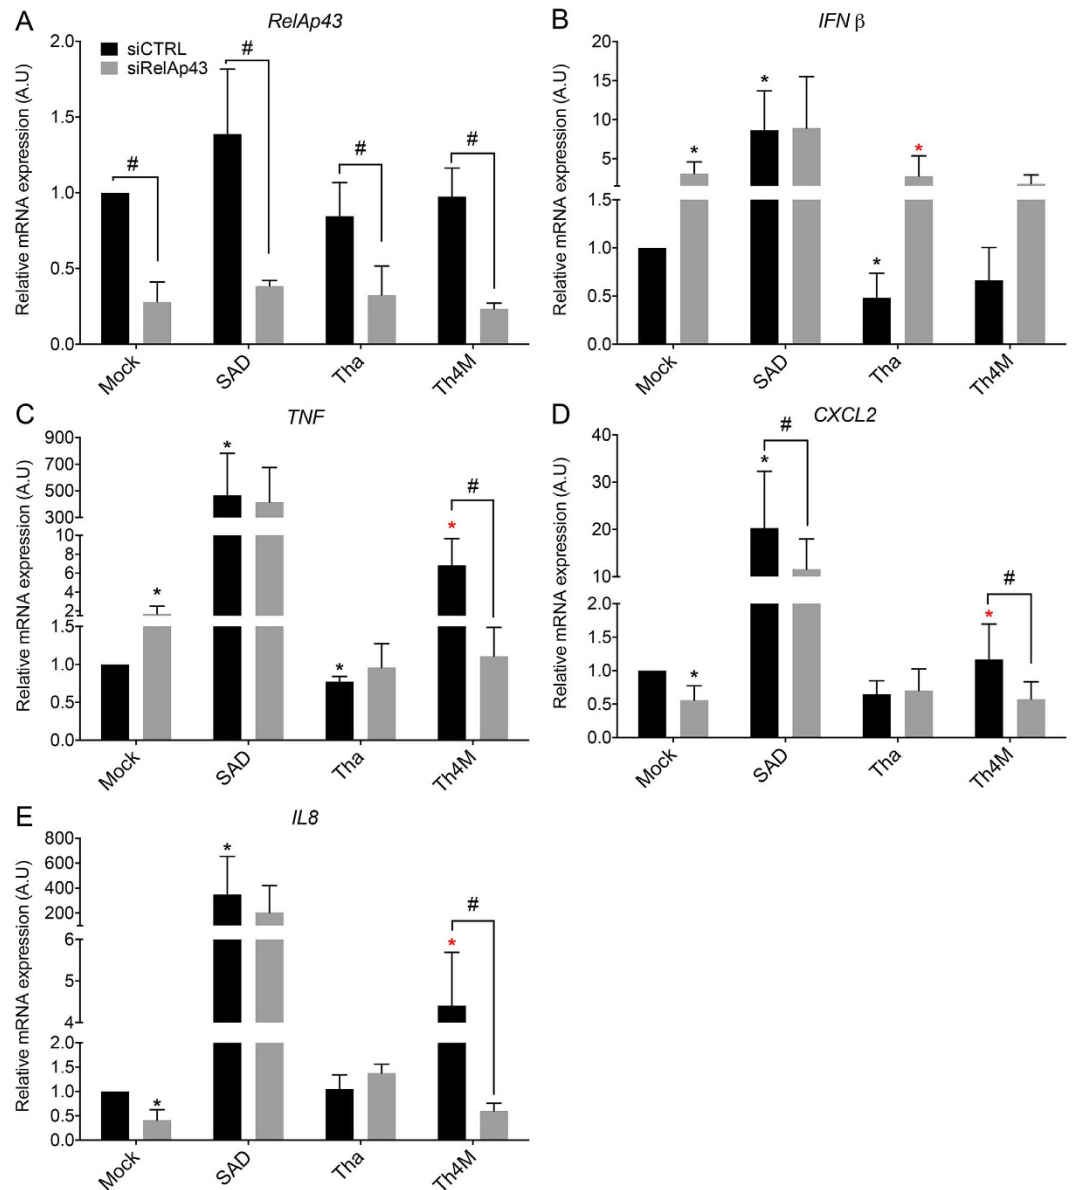 A
RelAp43
Relative mRNA expression (A.U)
2.0
1.5
1.0
0.5
0.0
siCTRL
siRelAp43
#
#
#
#
Mock
SAD
Tha
Th4M
B
IFN β
Relative mRNA expression (A.U)
20
15
10
5
1.5
1.0
0.5
0.0
*
*
*
*
Mock
SAD
Tha
Th4M
C
TNF
Relative mRNA expression (A.U)
900
700
500
300
10
8
6
4
2
1.5
1.0
0.5
0.0
*
*
*
*
#
Mock
SAD
Tha
Th4M
D
CXCL2
Relative mRNA expression (A.U)
40
30
20
10
2.0
1.5
1.0
0.5
0.0
*
*
#
*
#
Mock
SAD
Tha
Th4M
E
IL8
Relative mRNA expression (A.U)
800
600
400
200
6
5
4
2.0
1.5
1.0
0.5
0.0
*
*
*
#
Mock
SAD
Tha
Th4M